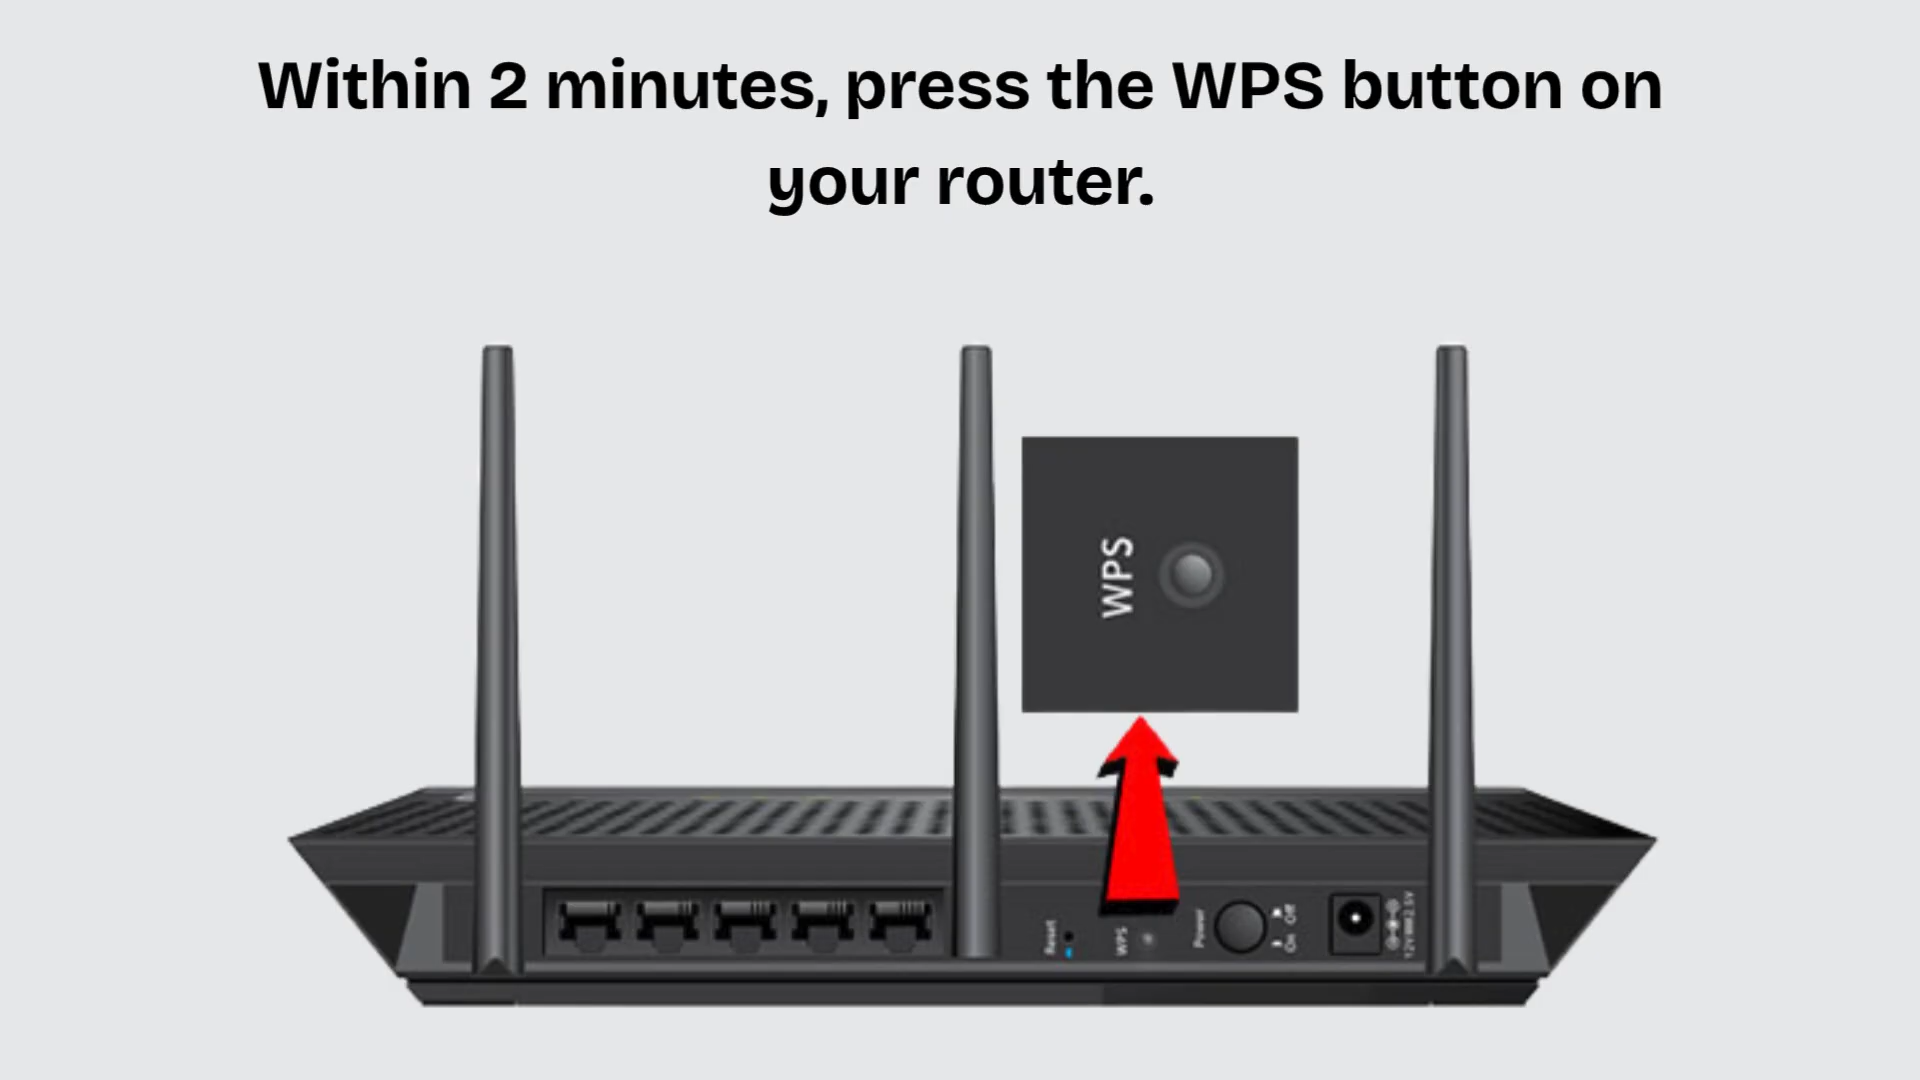 Within 2 minutes, press the WPS button on
your router.
WPS
Reset
WPS
Power
On
Off